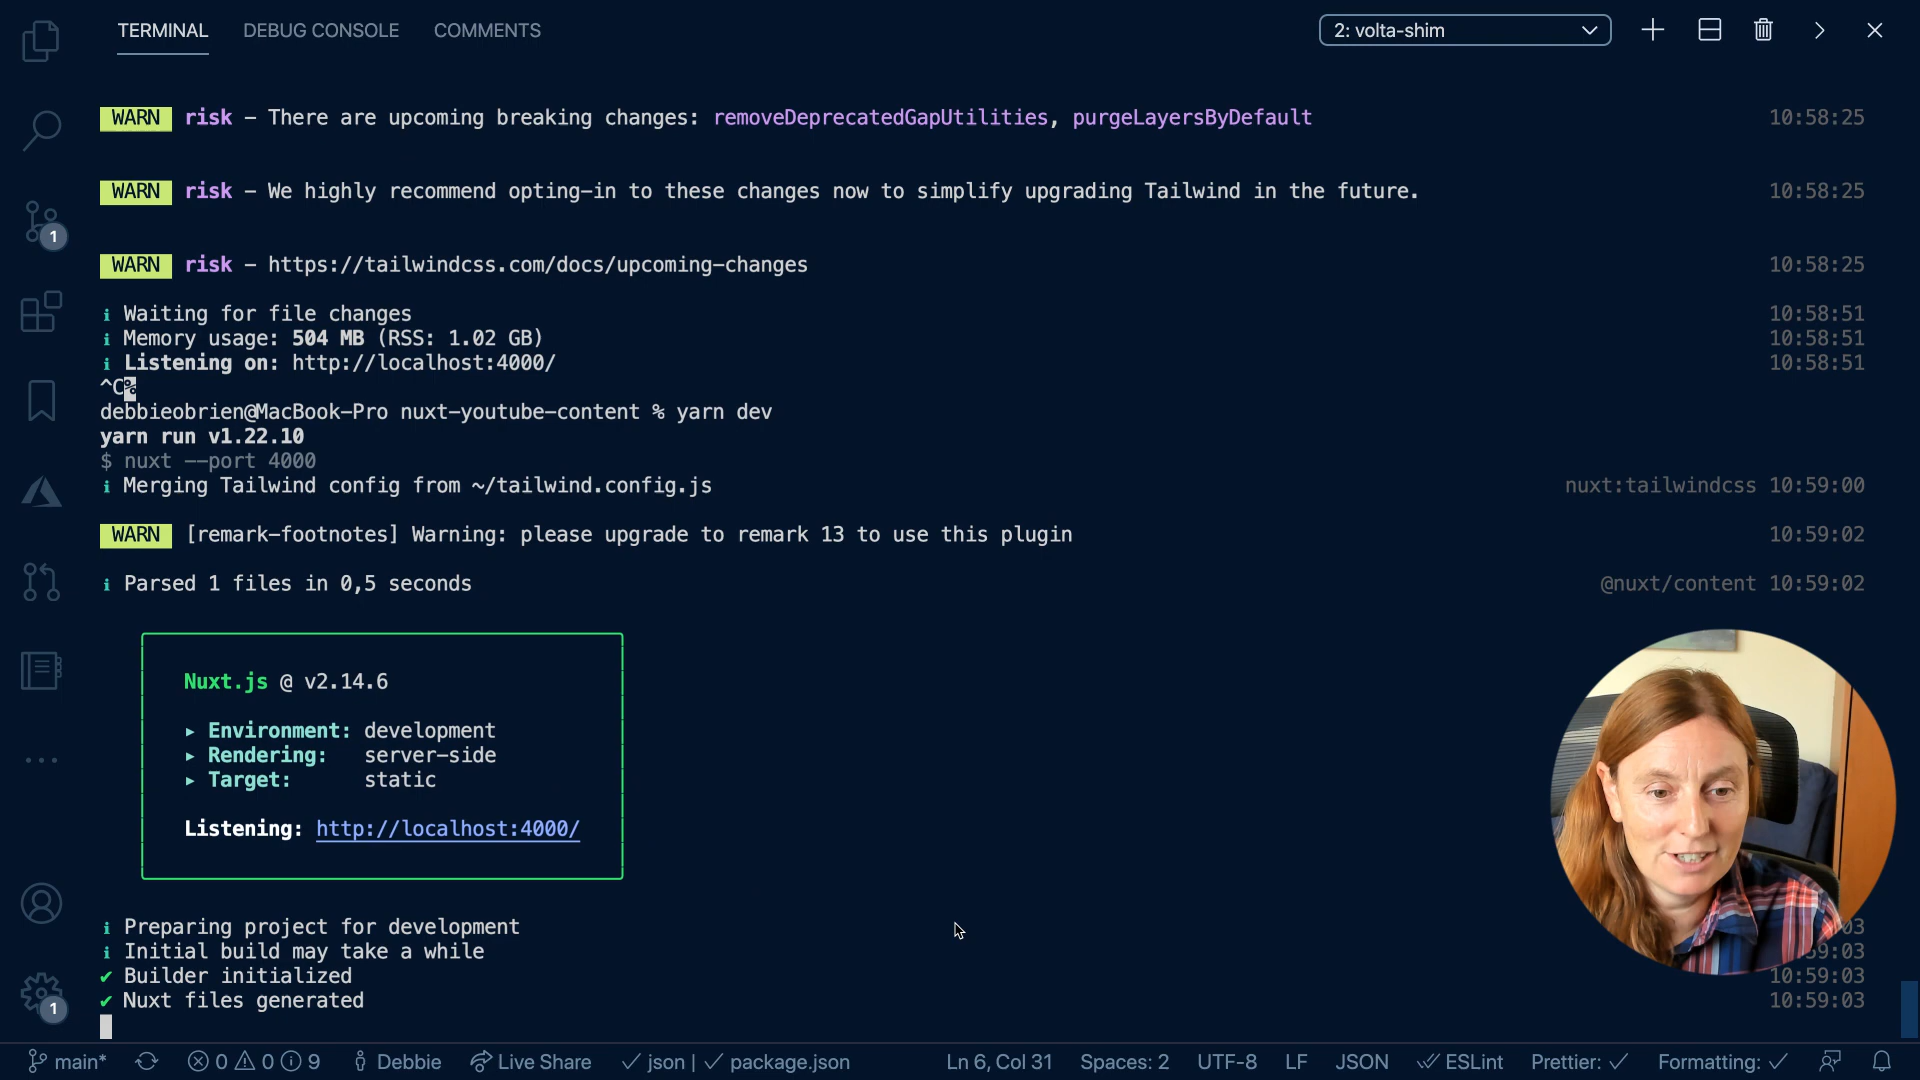 TERMINAL DEBUG CONSOLE COMMENTS 2: volta-shim
WARN risk - There are upcoming breaking changes: removeDeprecatedGapUtilities, purgeLayersByDefault 10:58:25
WARN risk - We highly recommend opting-in to these changes now to simplify upgrading Tailwind in the future. 10:58:25
1
WARN risk - https://tailwindcss.com/docs/upcoming-changes 10:58:25
i Waiting for file changes 10:58:51
i Memory usage: 504 MB (RSS: 1.02 GB) 10:58:51
i Listening on: http://localhost:4000/ 10:58:51
^C%
debbieobrien@MacBook-Pro nuxt-youtube-content % yarn dev
yarn run v1.22.10
$ nuxt --port 4000
i Merging Tailwind config from ~/tailwind.config.js nuxt:tailwindcss 10:59:00
WARN [remark-footnotes] Warning: please upgrade to remark 13 to use this plugin 10:59:02
i Parsed 1 files in 0,5 seconds @nuxt/content 10:59:02
Nuxt.js @ v2.14.6
▸ Environment: development
▸ Rendering: server-side
▸ Target: static
Listening: http://localhost:4000/
i Preparing project for development 03
i Initial build may take a while 59:03
✔ Builder initialized 10:59:03
✔ Nuxt files generated 10:59:03
1
main* 0 0 9 Debbie Live Share ✓ json | ✓ package.json Ln 6, Col 31 Spaces: 2 UTF-8 LF JSON ESLint Prettier: ✓ Formatting: ✓